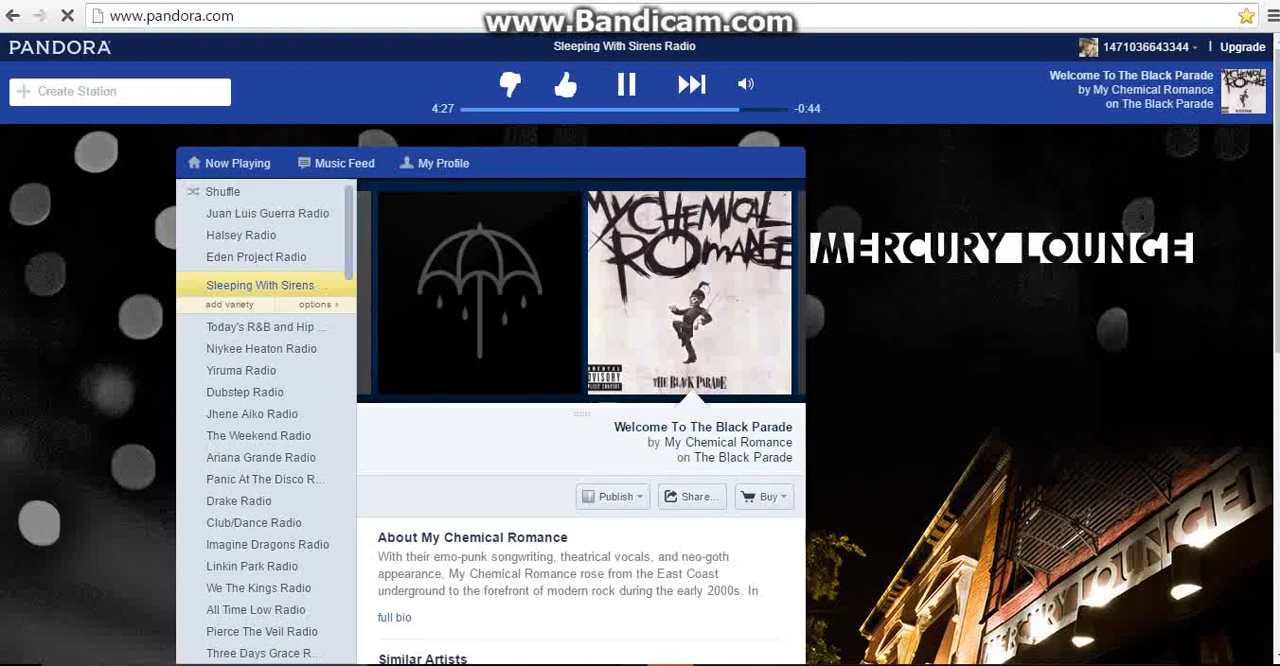 www.pandora.com
www.Bandicam.com
PANDORA
Sleeping With Sirens Radio
1471036643344
Upgrade
Create Station
4:27
-0:44
Welcome To The Black Parade
by My Chemical Romance
on The Black Parade
Now Playing
Music Feed
My Profile
Shuffle
Juan Luis Guerra Radio
Halsey Radio
Eden Project Radio
Sleeping With Sirens ...
add variety
options
Today's R&B and Hip ...
Niykee Heaton Radio
Yiruma Radio
Dubstep Radio
Jhene Aiko Radio
The Weekend Radio
Ariana Grande Radio
Panic At The Disco R...
Drake Radio
Club/Dance Radio
Imagine Dragons Radio
Linkin Park Radio
We The Kings Radio
All Time Low Radio
Pierce The Veil Radio
Three Days Grace R...
MY CHEMICAL
ROMANCE
PARENTAL
ADVISORY
EXPLICIT CONTENT
THE BLACK PARADE
Welcome To The Black Parade
by My Chemical Romance
on The Black Parade
Publish
Share...
Buy
About My Chemical Romance
With their emo-punk songwriting, theatrical vocals, and neo-goth
appearance, My Chemical Romance rose from the East Coast
underground to the forefront of modern rock during the early 2000s. In
full bio
Similar Artists
MERCURY LOUNGE
MERCURY LOUNGE